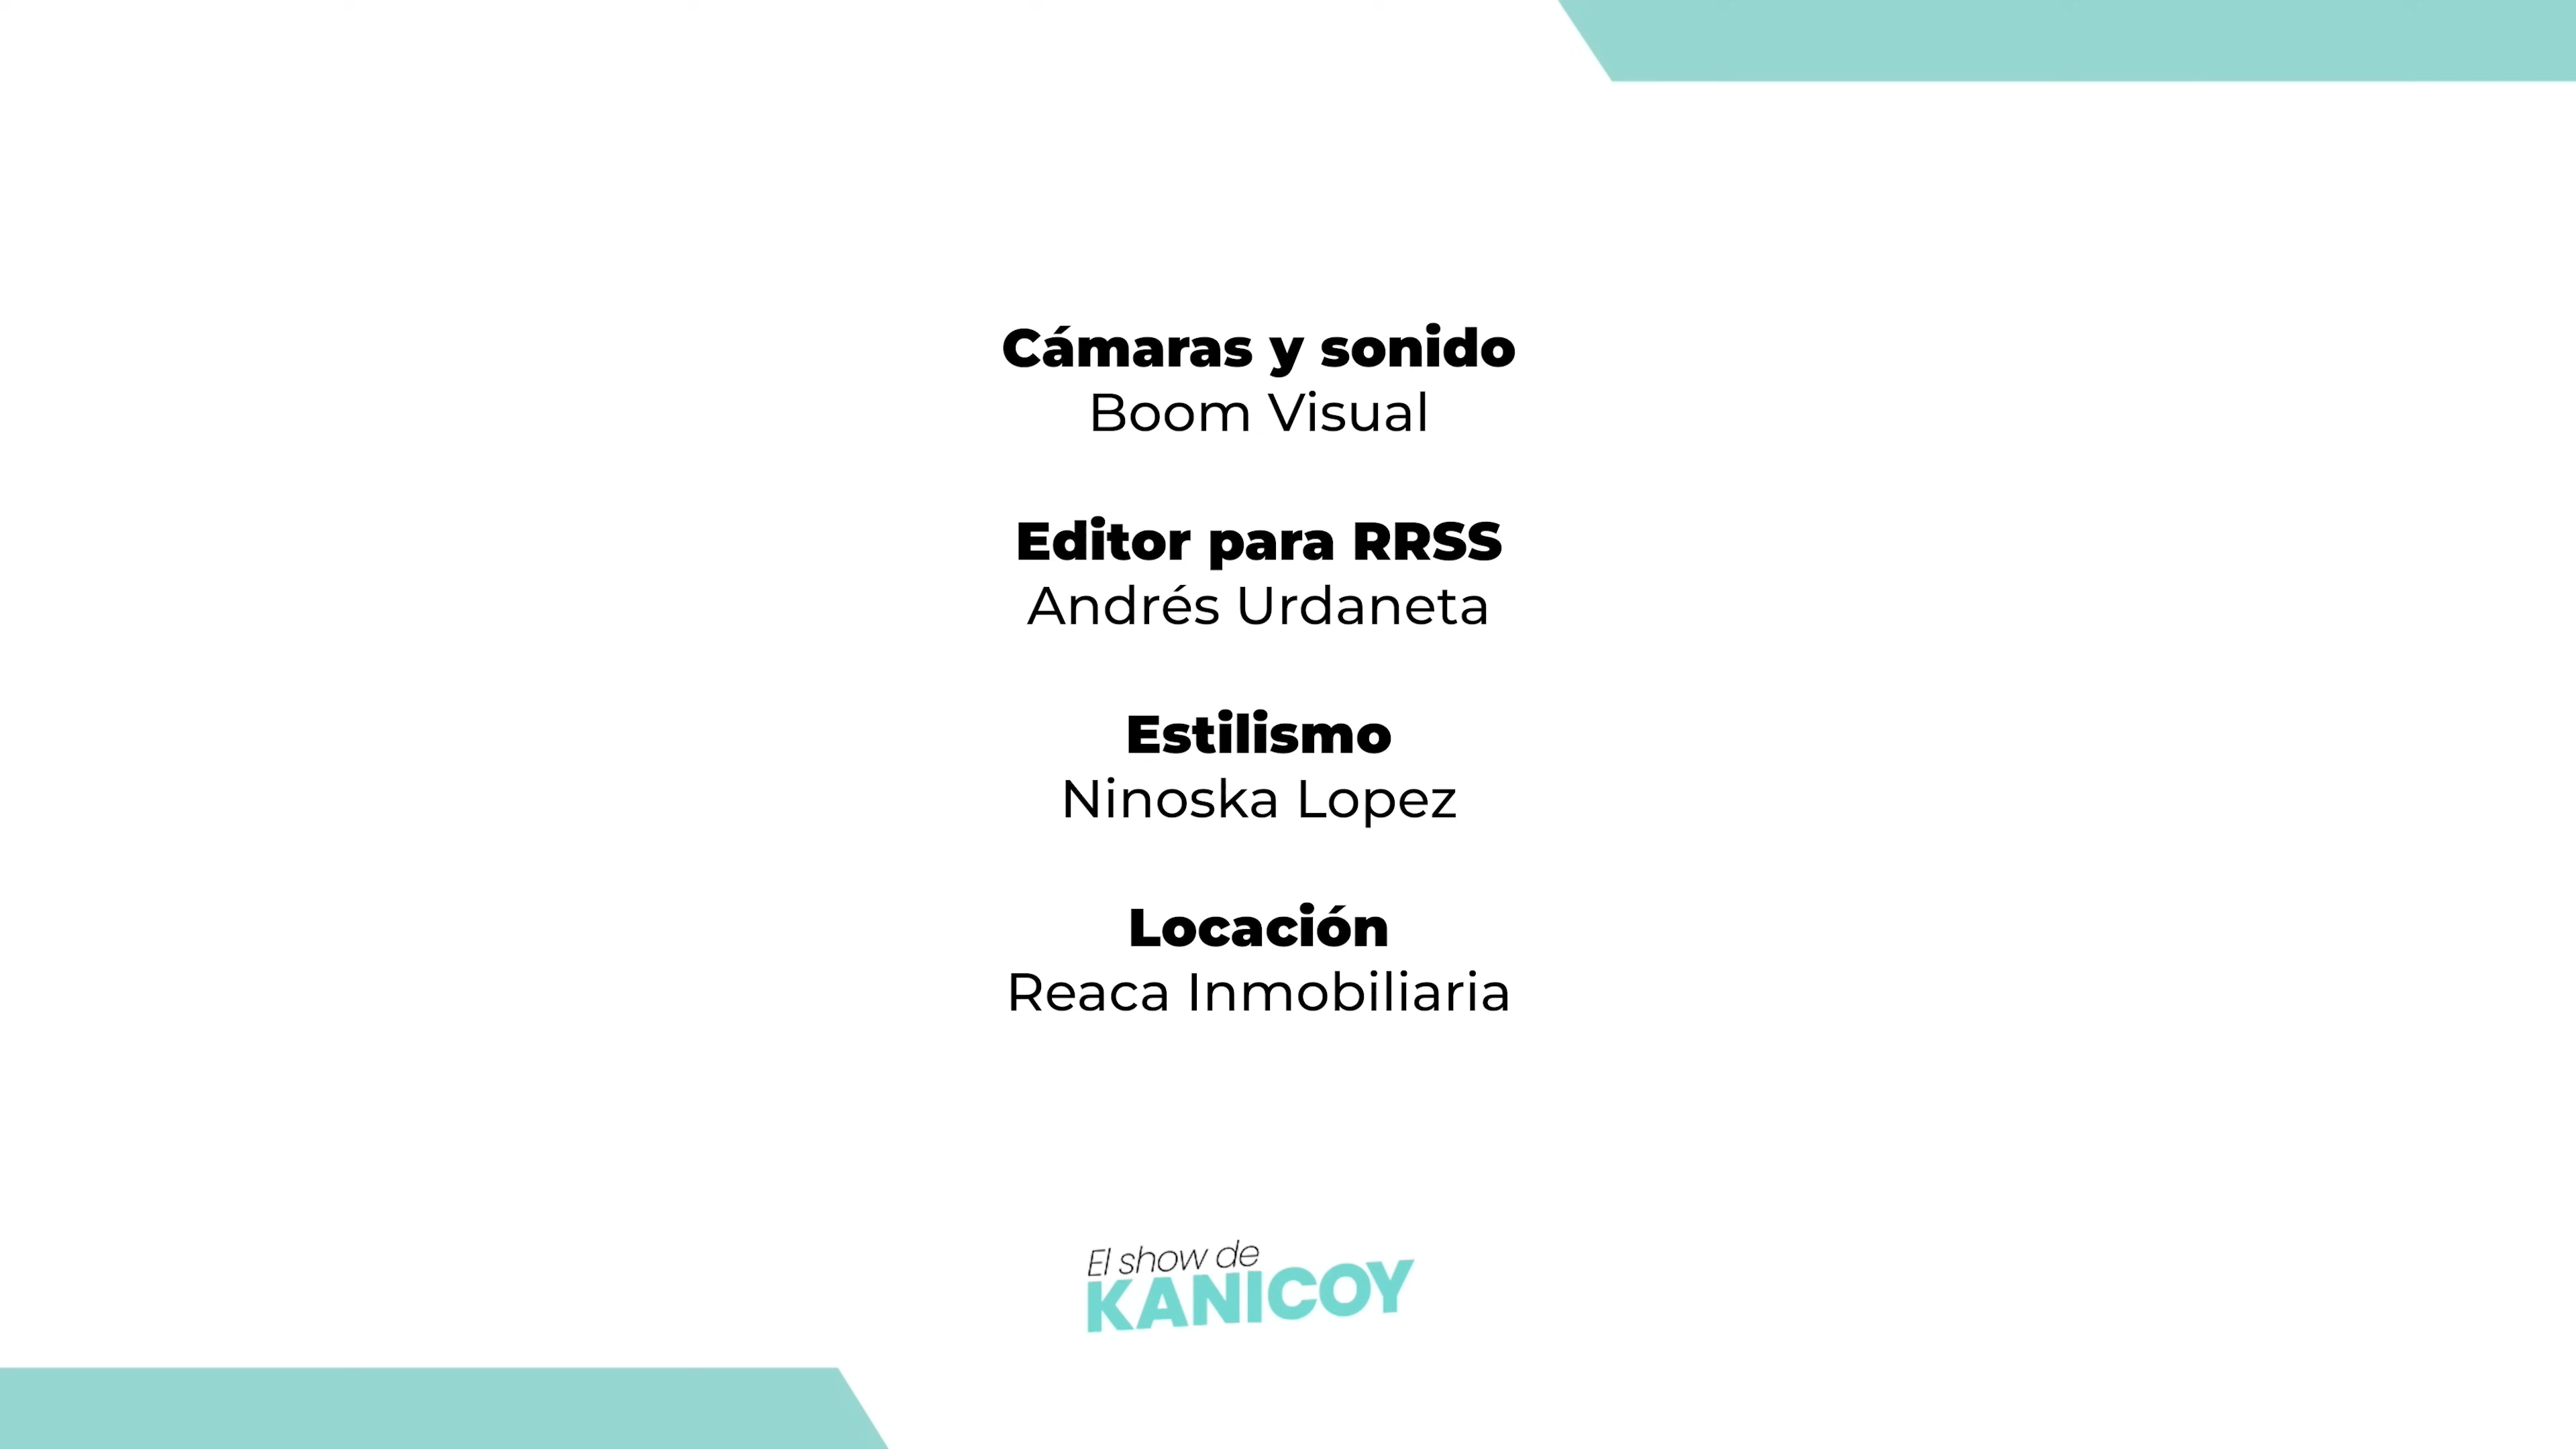 Cámaras y sonido
Boom Visual
Editor para RRSS
Andrés Urdaneta
Estilismo
Ninoska Lopez
Locación
Reaca Inmobiliaria
El show de
KANICOY